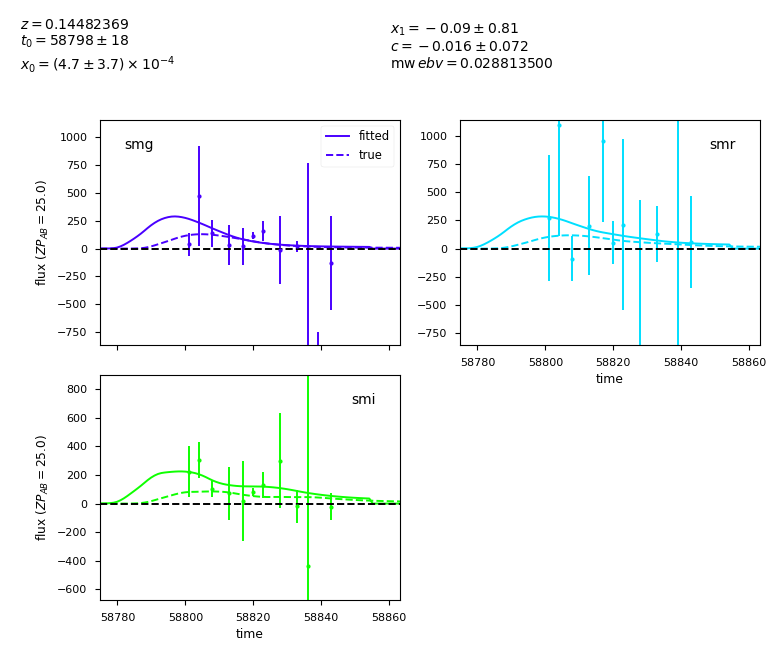 z = 0.14482369
t₀ = 58798 ± 18
x₀ = (4.7 ± 3.7) × 10⁻⁴
x₁ = −0.09 ± 0.81
c = −0.016 ± 0.072
mw ebv = 0.028813500
smg
fitted
true
1000
750
500
250
0
−250
−500
−750
flux (ZP_AB = 25.0)
smr
1000
750
500
250
0
−250
−500
−750
58780 58800 58820 58840 58860
time
smi
800
600
400
200
0
−200
−400
−600
flux (ZP_AB = 25.0)
58780 58800 58820 58840 58860
time